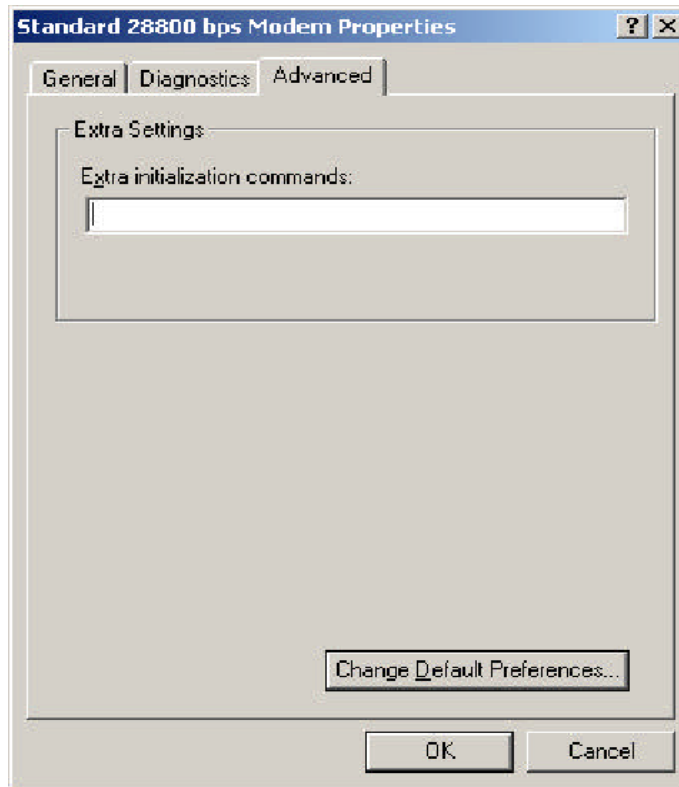 Standard 28800 bps Modem Properties ? ×
General Diagnostics Advanced
Extra Settings
Extra initialization commands:
Change Default Preferences...
OK Cancel